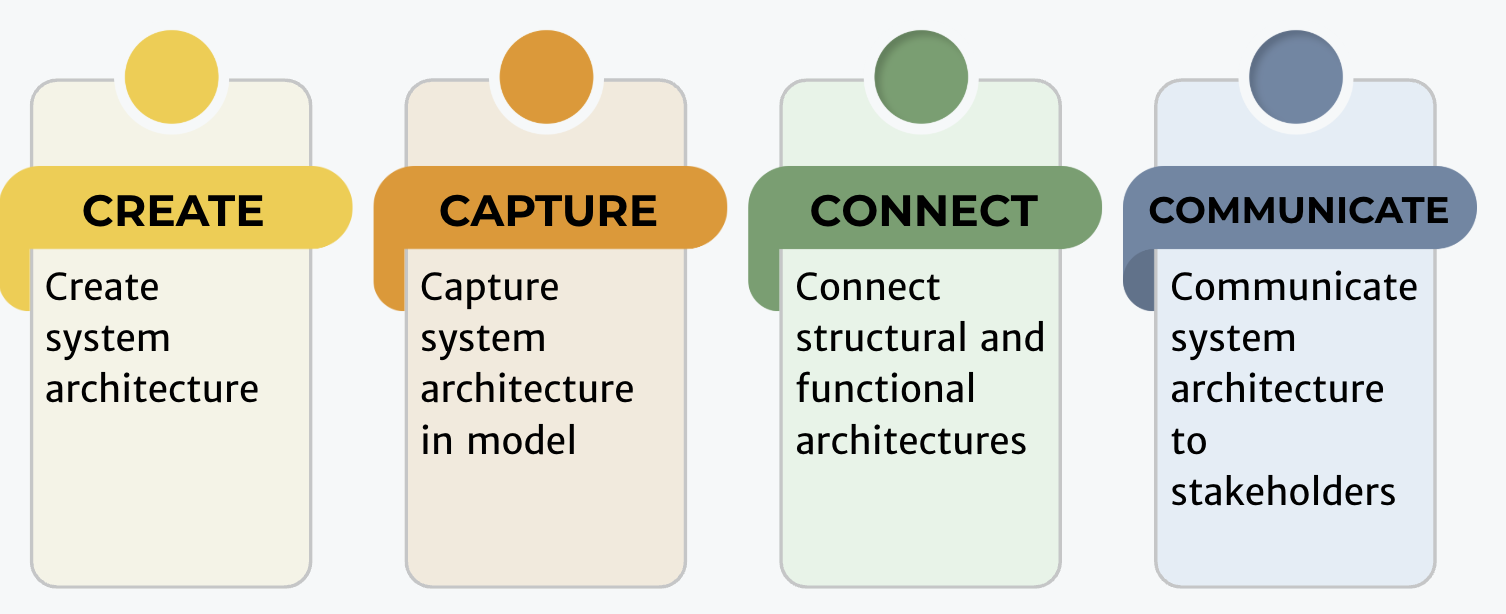 CREATE
Create
system
architecture
CAPTURE
Capture
system
architecture
in model
CONNECT
Connect
structural and
functional
architectures
COMMUNICATE
Communicate
system
architecture
to
stakeholders